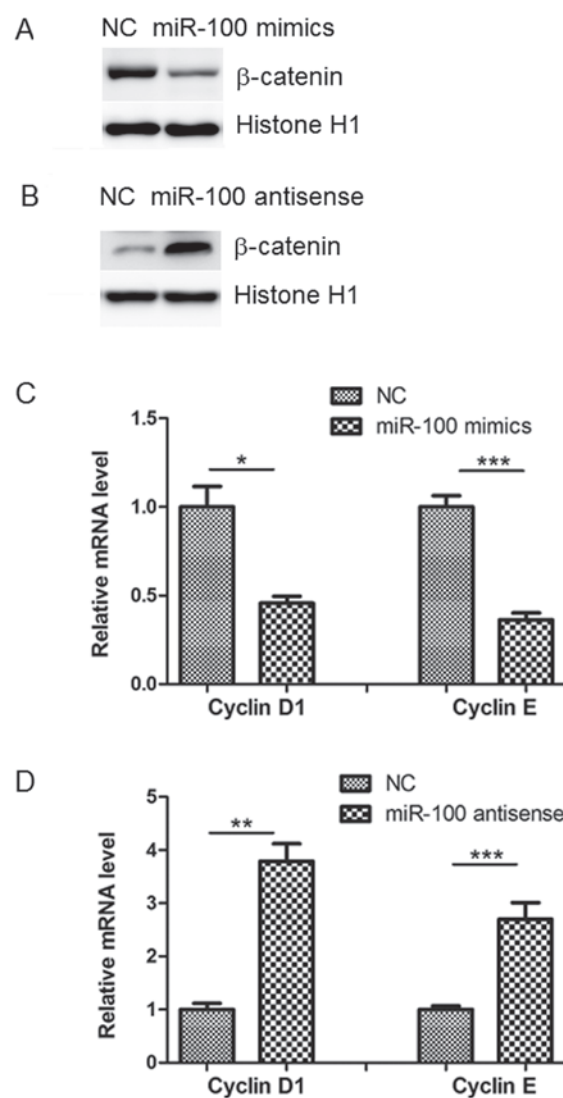 A
NC miR-100 mimics
β-catenin
Histone H1
B
NC miR-100 antisense
β-catenin
Histone H1
C
NC
miR-100 mimics
Relative mRNA level
1.5
1.0
0.5
0.0
*
***
Cyclin D1
Cyclin E
D
NC
miR-100 antisense
Relative mRNA level
5
4
3
2
1
0
**
***
Cyclin D1
Cyclin E